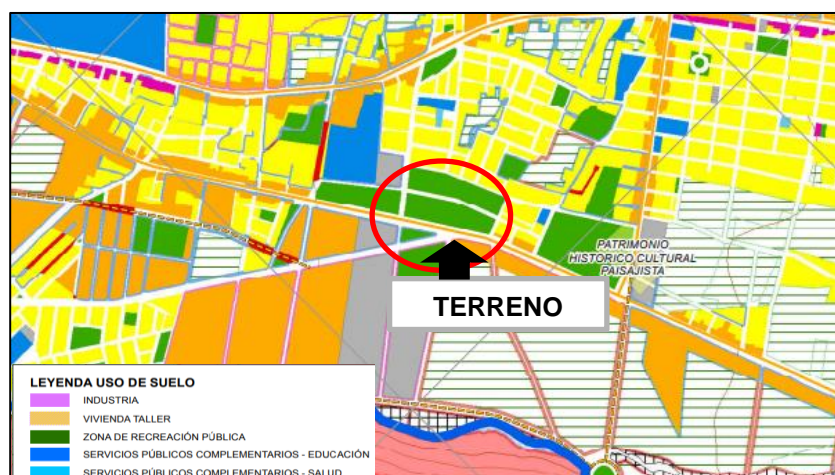 PATRIMONIO
HISTORICO CULTURAL
PAISAJISTA
TERRENO
LEYENDA USO DE SUELO
INDUSTRIA
VIVIENDA TALLER
ZONA DE RECREACIÓN PÚBLICA
SERVICIOS PÚBLICOS COMPLEMENTARIOS - EDUCACIÓN
SERVICIOS PÚBLICOS COMPLEMENTARIOS - SALUD